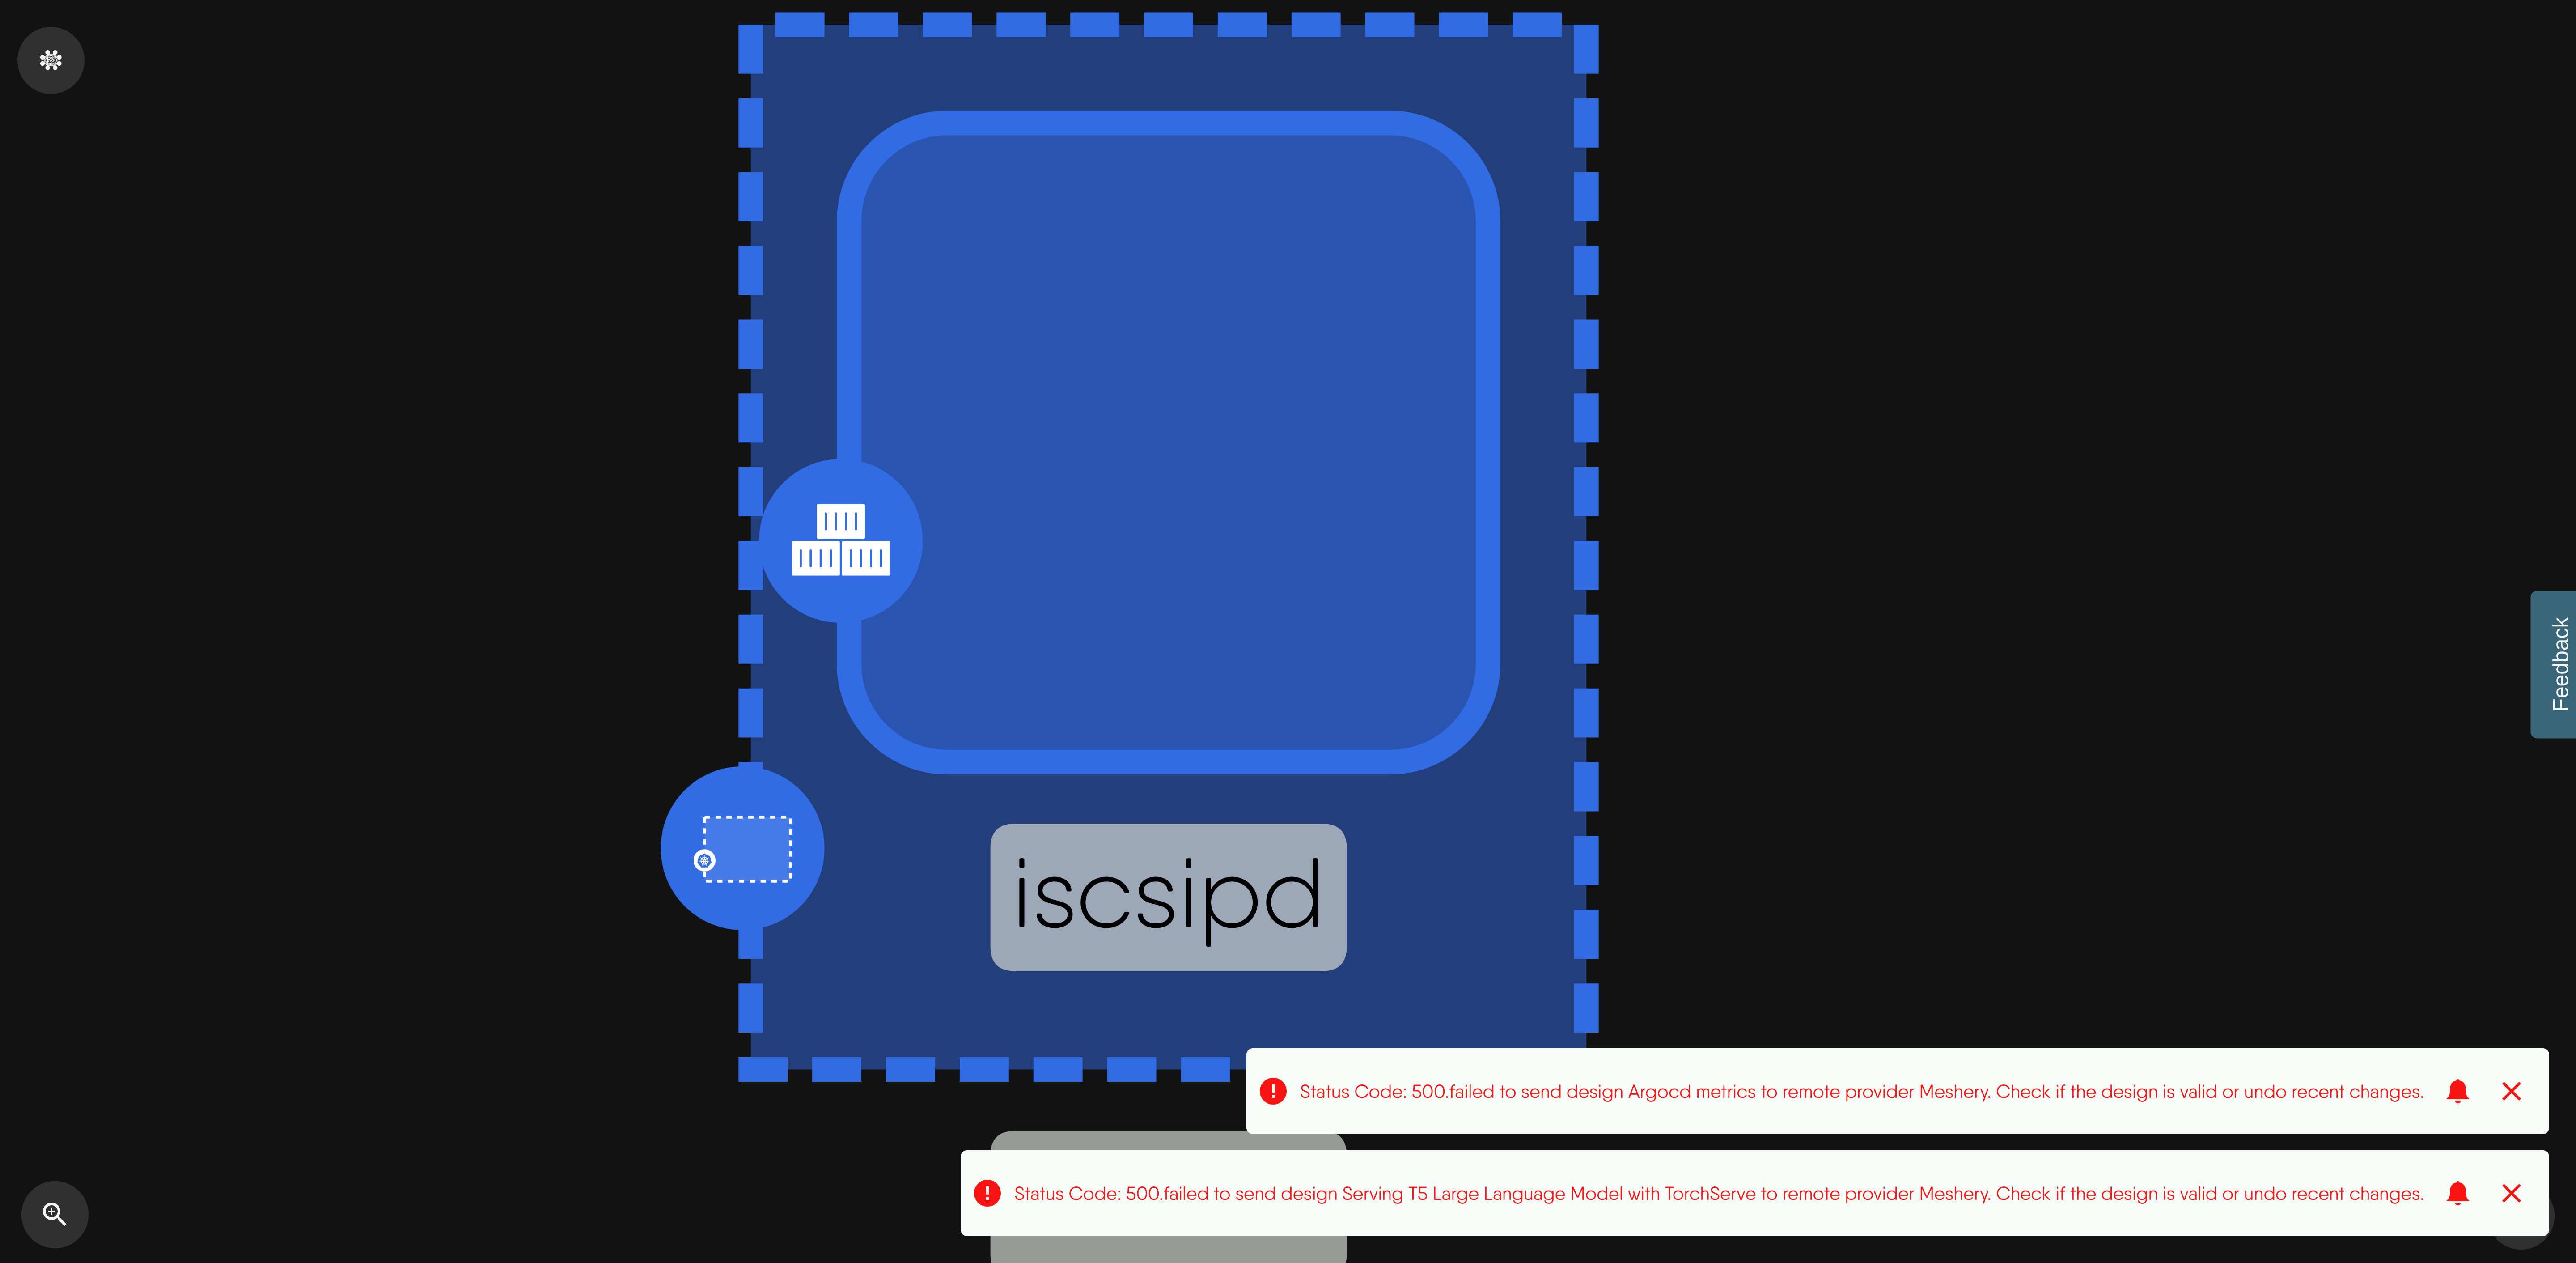 iscsipd
Feedback
Status Code: 500.failed to send design Argocd metrics to remote provider Meshery. Check if the design is valid or undo recent changes.
Status Code: 500.failed to send design Serving T5 Large Language Model with TorchServe to remote provider Meshery. Check if the design is valid or undo recent changes.